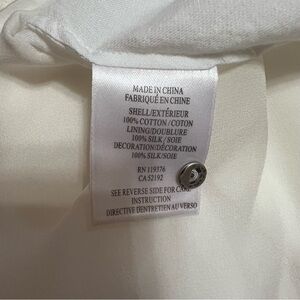 MADE IN CHINA
FABRIQUÉ EN CHINE
SHELL/EXTÉRIEUR
100% COTTON/COTON
LINING/DOUBLURE
100% SILK/SOIE
DECORATION/DÉCORATION
100% SILK/SOIE
RN 119376
CA 52192
SEE REVERSE SIDE FOR CARE
INSTRUCTION
DIRECTIVE DENTRETIEN AU VERSO